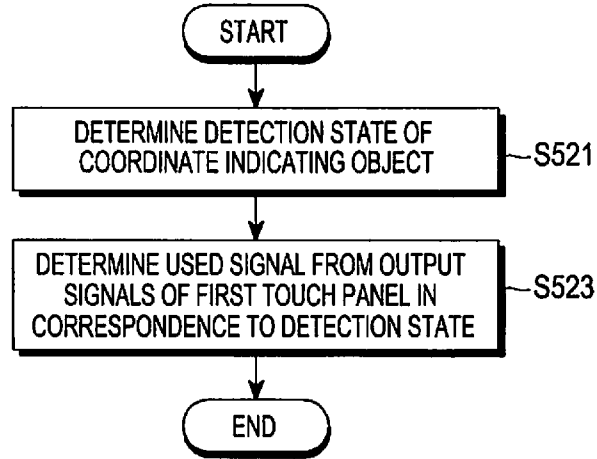 START
DETERMINE DETECTION STATE OF
COORDINATE INDICATING OBJECT
S521
DETERMINE USED SIGNAL FROM OUTPUT
SIGNALS OF FIRST TOUCH PANEL IN
CORRESPONDENCE TO DETECTION STATE
S523
END